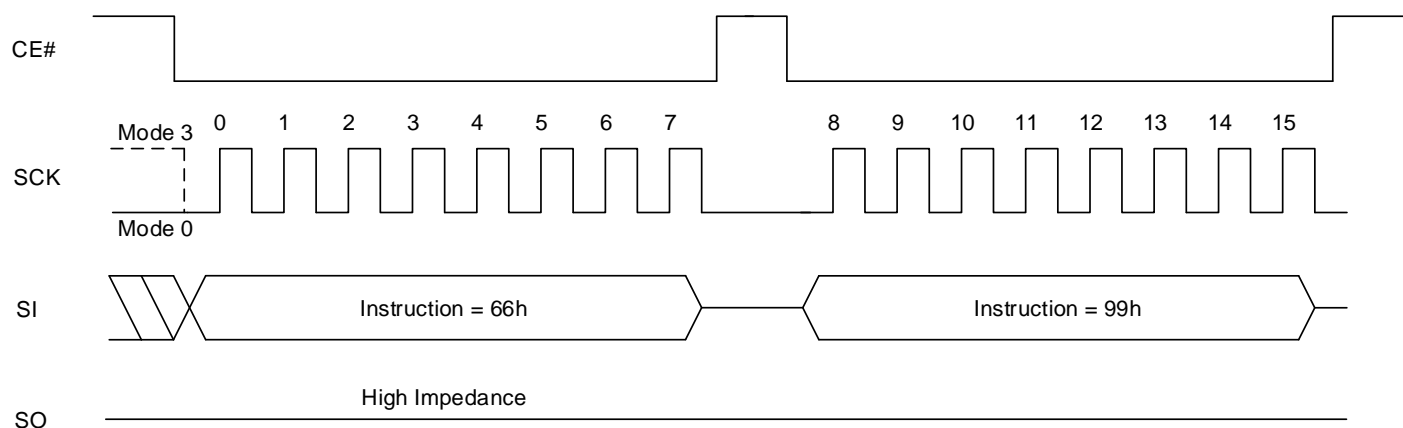 CE#
Mode 3
0 1 2 3 4 5 6 7 8 9 10 11 12 13 14 15
SCK
Mode 0
SI
Instruction = 66h
Instruction = 99h
High Impedance
SO